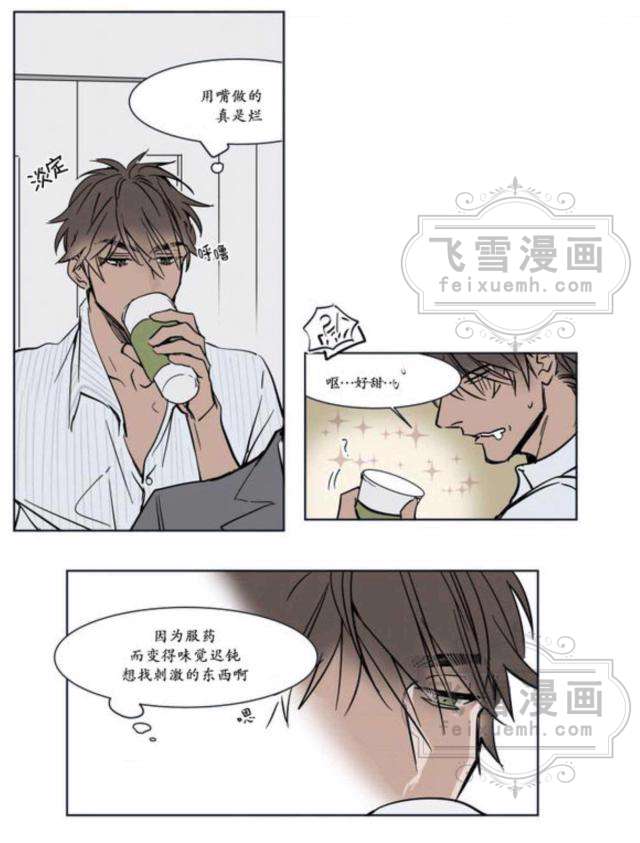 用嘴做的
真是烂
淡定
呼噜
飞雪漫画
feixuemh.com
?!
呕…好甜…
?
因为服药
而变得味觉迟钝
想找刺激的东西啊
嗯
飞雪漫画
feixuemh.com